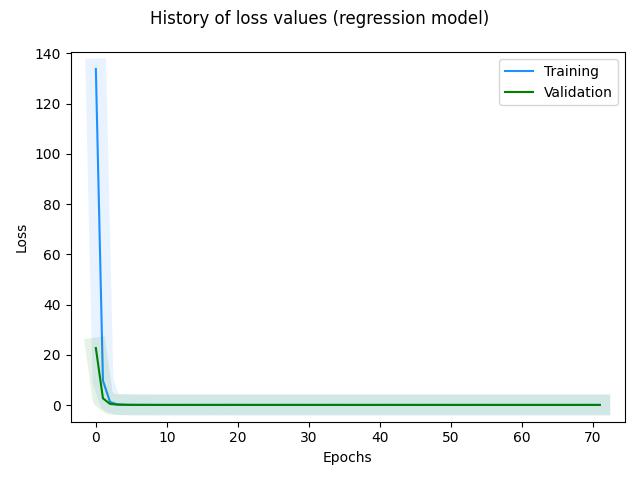 History of loss values (regression model)
Training
Validation
140
120
100
80
60
40
20
0
Loss
0 10 20 30 40 50 60 70
Epochs